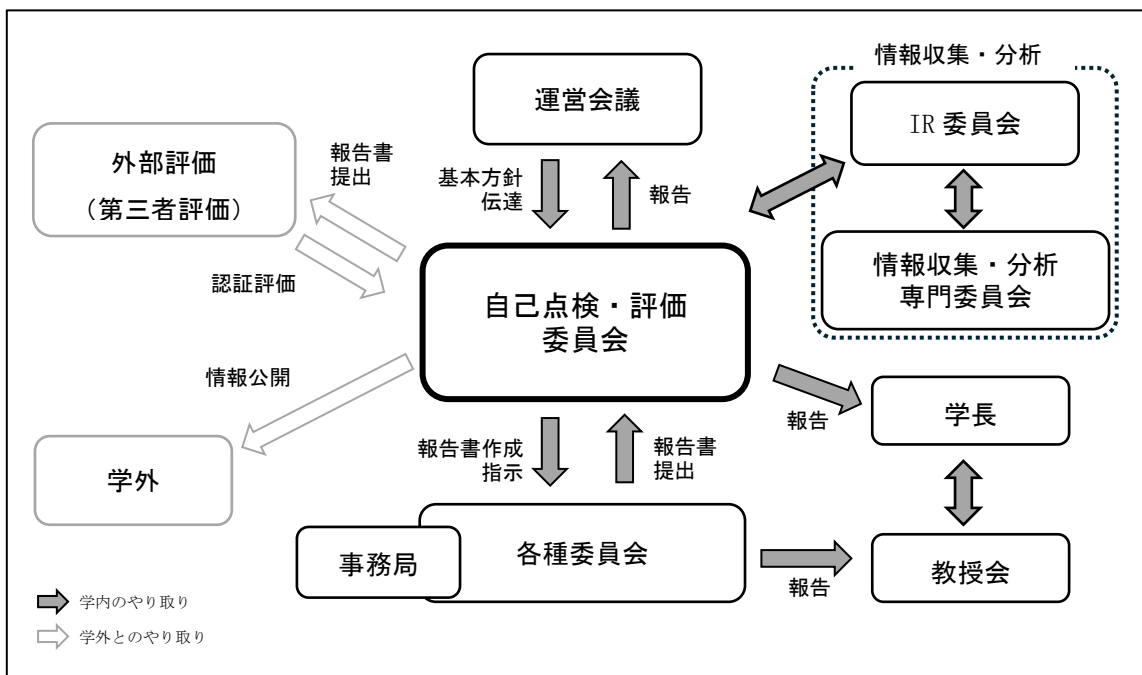 情報収集・分析
運営会議
IR 委員会
外部評価
（第三者評価）
報告書
提出
基本方針
伝達
報告
認証評価
情報収集・分析
専門委員会
自己点検・評価
委員会
情報公開
報告
学長
学外
報告書作成
指示
報告書
提出
事務局
各種委員会
報告
教授会
学内のやり取り
学外とのやり取り